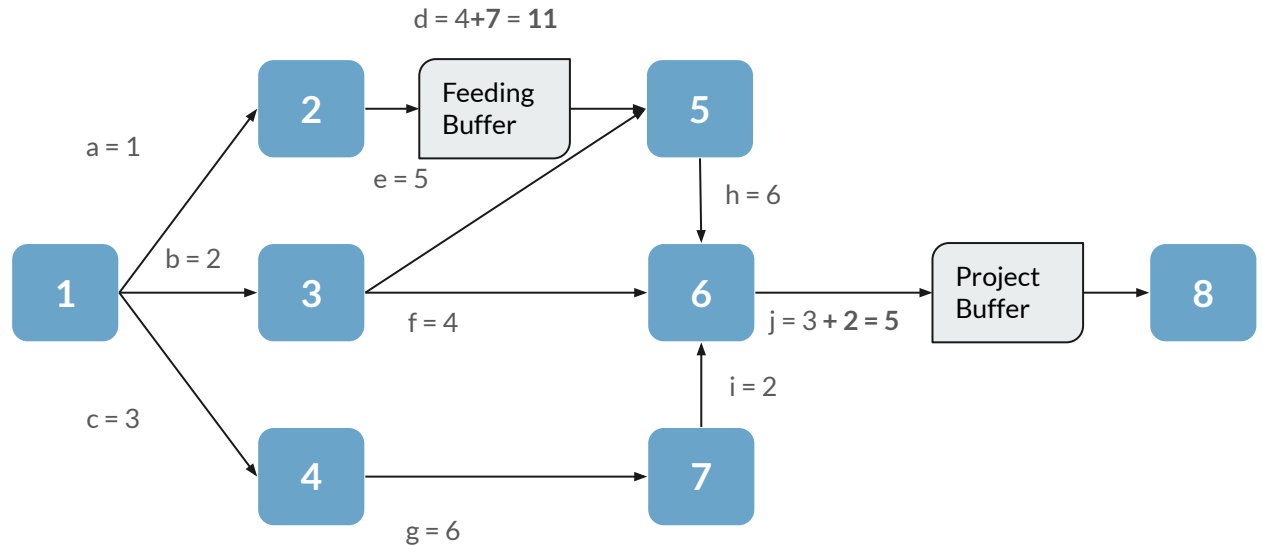 d = 4+7 = 11
2
Feeding
Buffer
5
a = 1
e = 5
h = 6
b = 2
1
3
6
Project
Buffer
8
f = 4
j = 3 + 2 = 5
i = 2
c = 3
4
7
g = 6